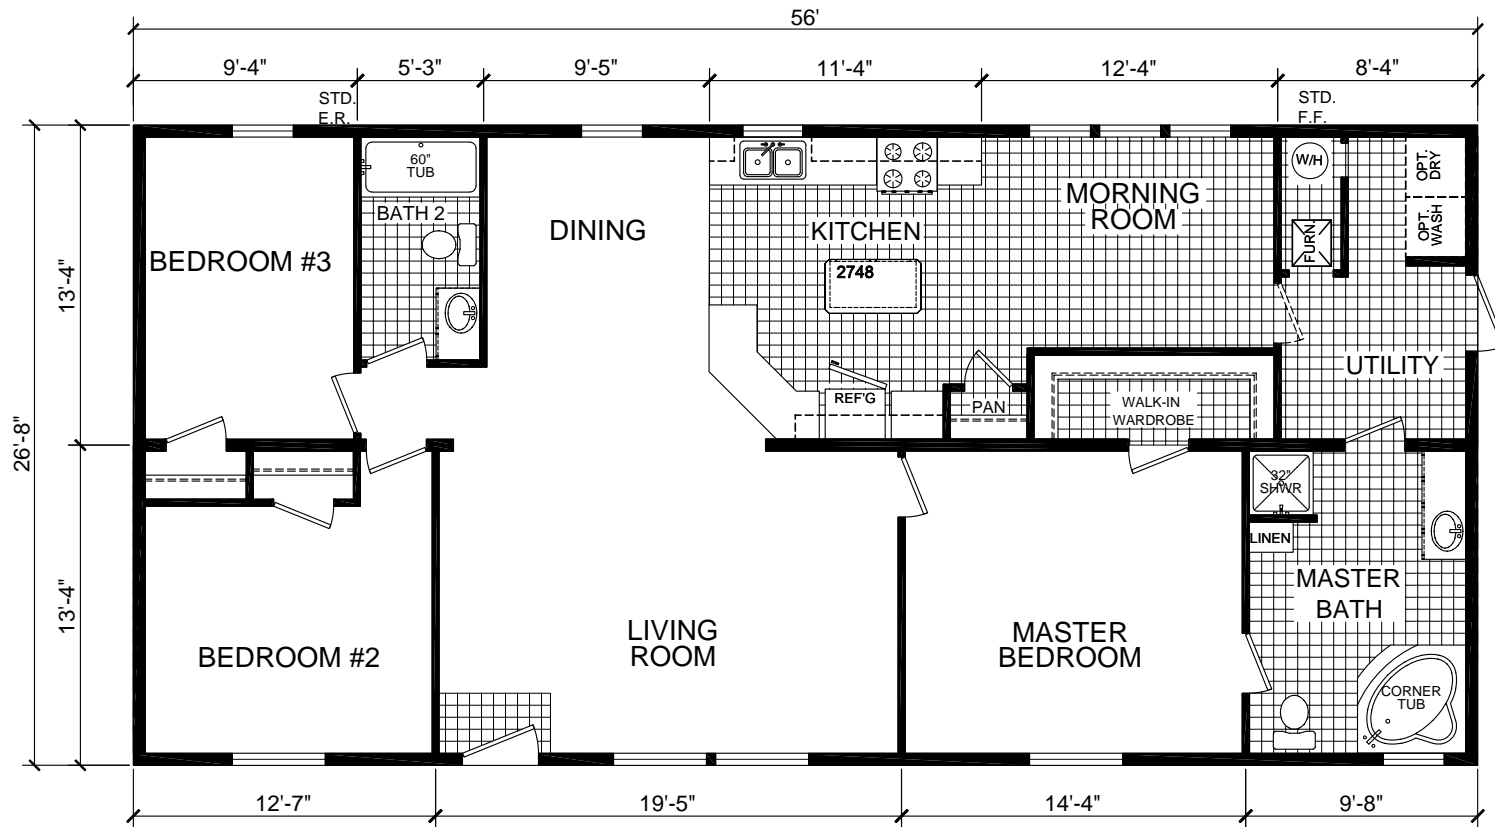 56'
9'-4"
5'-3"
9'-5"
11'-4"
12'-4"
8'-4"
STD.
E.R.
STD.
F.F.
60"
TUB
BATH 2
BEDROOM #3
DINING
KITCHEN
2748
MORNING
ROOM
W/H
FURN.
OPT.
DRY
OPT.
WASH
UTILITY
REF'G
PAN
WALK-IN
WARDROBE
13'-4"
26'-8"
13'-4"
32"
SHWR
LINEN
MASTER
BATH
CORNER
TUB
BEDROOM #2
LIVING
ROOM
MASTER
BEDROOM
12'-7"
19'-5"
14'-4"
9'-8"